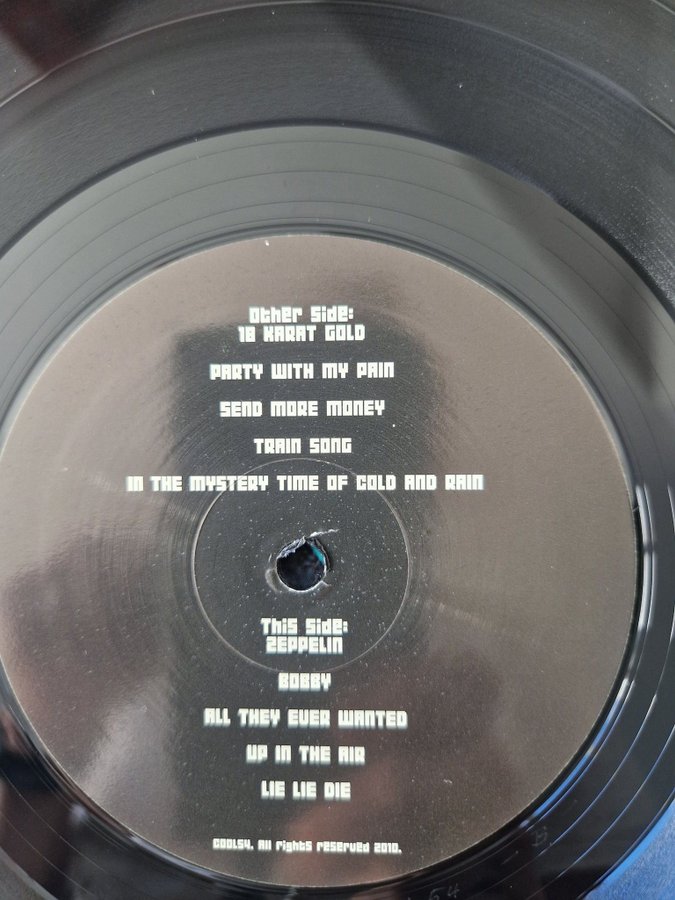 Other Side:
18 KARAT GOLD
PARTY WITH MY PAIN
SEND MORE MONEY
TRAIN SONG
IN THE MYSTERY TIME OF COLD AND RAIN
This Side:
ZEPPELIN
BOBBY
ALL THEY EVER WANTED
UP IN THE AIR
LIE LIE DIE
COOL54. All rights reserved 2010.